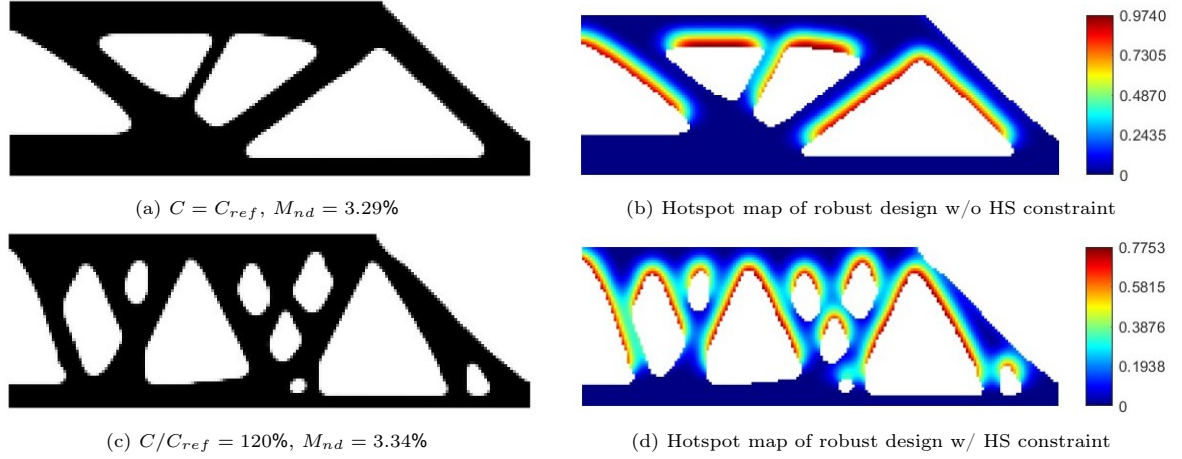 0.9740
0.7305
0.4870
0.2435
0
(a) C = C_ref, M_nd = 3.29%
(b) Hotspot map of robust design w/o HS constraint
0.7753
0.5815
0.3876
0.1938
0
(c) C/C_ref = 120%, M_nd = 3.34%
(d) Hotspot map of robust design w/ HS constraint